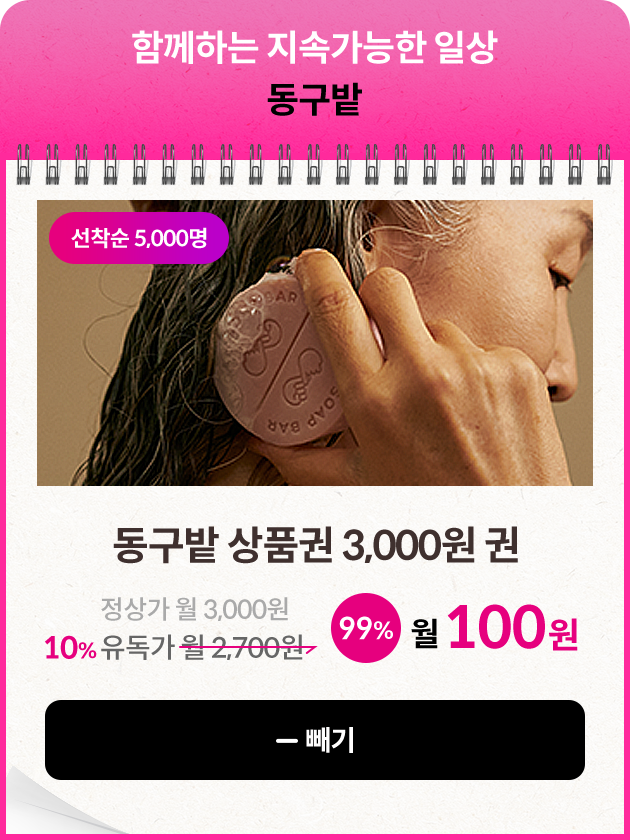 함께하는 지속가능한 일상
동구밭
선착순 5,000명
SOAP BAR
동구밭 상품권 3,000원 권
정상가 월 3,000원
10% 유독가 월 2,700원
99% 월 100원
— 빼기